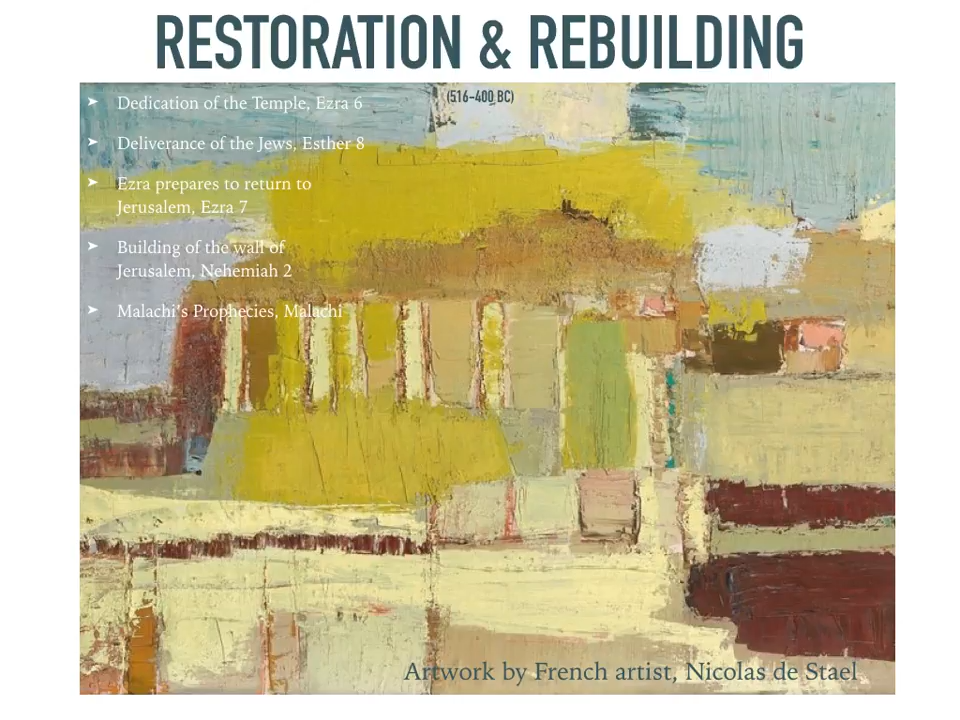 RESTORATION & REBUILDING
(516-400 BC)
➤ Dedication of the Temple, Ezra 6
➤ Deliverance of the Jews, Esther 8
➤ Ezra prepares to return to
Jerusalem, Ezra 7
➤ Building of the wall of
Jerusalem, Nehemiah 2
➤ Malachi's Prophecies, Malachi
Artwork by French artist, Nicolas de Stael